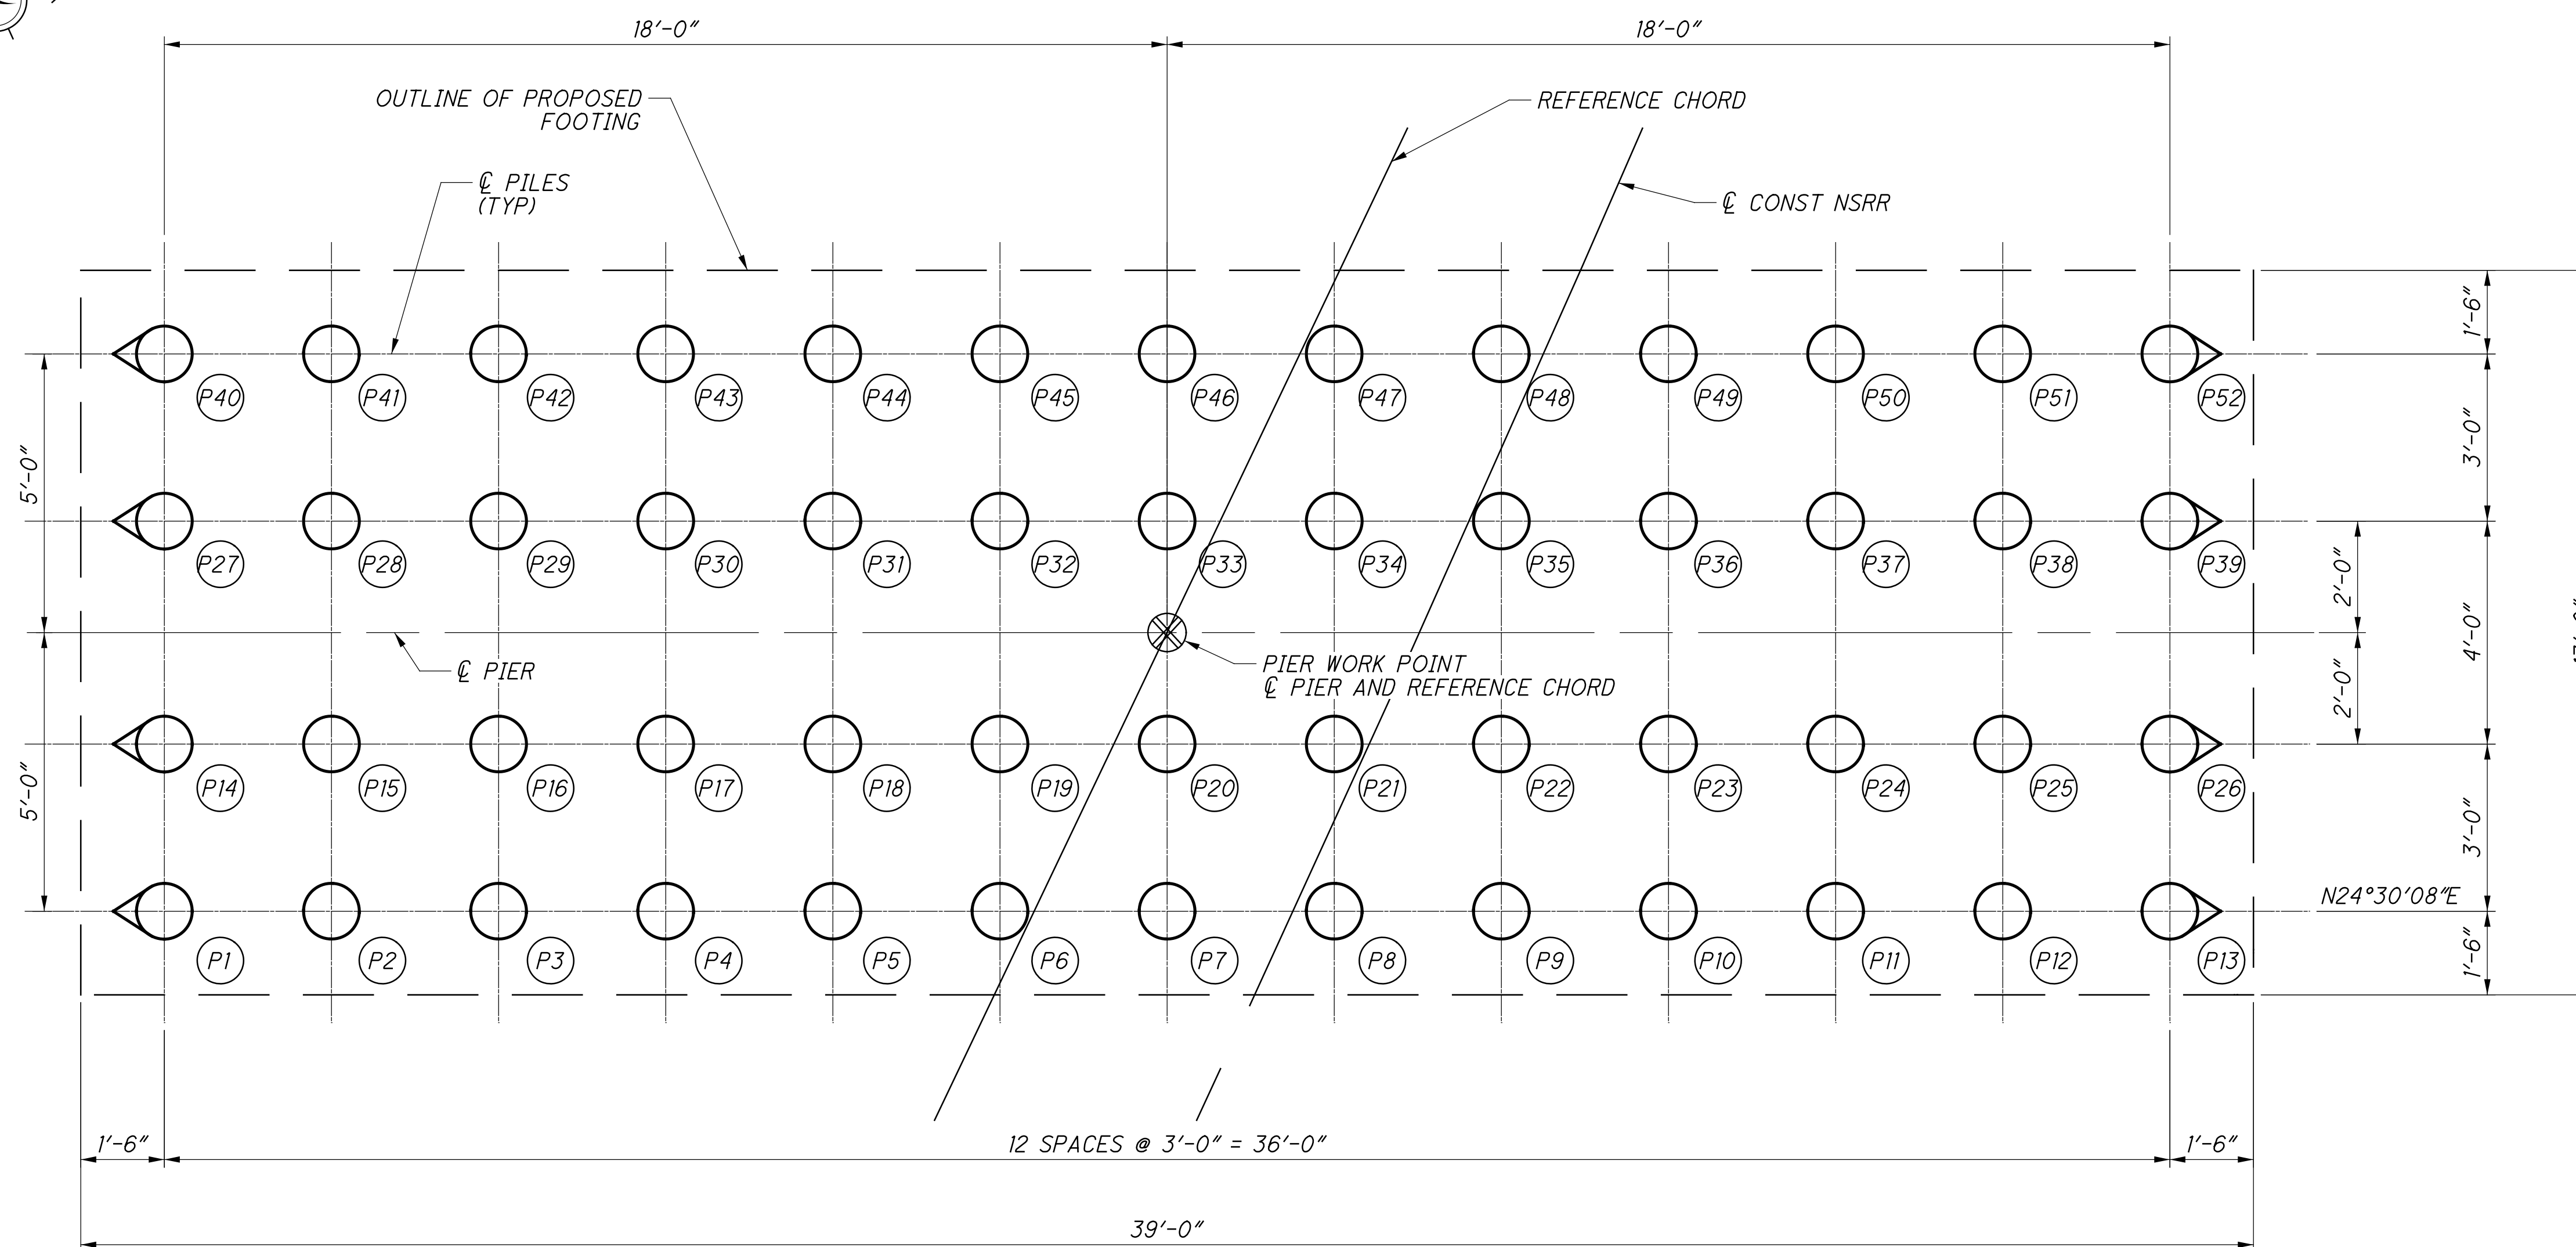 18'-0"
18'-0"
OUTLINE OF PROPOSED
FOOTING
REFERENCE CHORD
℄ PILES
(TYP)
℄ CONST NSRR
1'-6"
P40
P41
P42
P43
P44
P45
P46
P47
P48
P49
P50
P51
P52
3'-0"
5'-0"
P27
P28
P29
P30
P31
P32
P33
P34
P35
P36
P37
P38
P39
2'-0"
4'-0"
℄ PIER
PIER WORK POINT
℄ PIER AND REFERENCE CHORD
2'-0"
P14
P15
P16
P17
P18
P19
P20
P21
P22
P23
P24
P25
P26
5'-0"
3'-0"
N24°30'08"E
P1
P2
P3
P4
P5
P6
P7
P8
P9
P10
P11
P12
P13
1'-6"
1'-6"
12 SPACES @ 3'-0" = 36'-0"
1'-6"
39'-0"